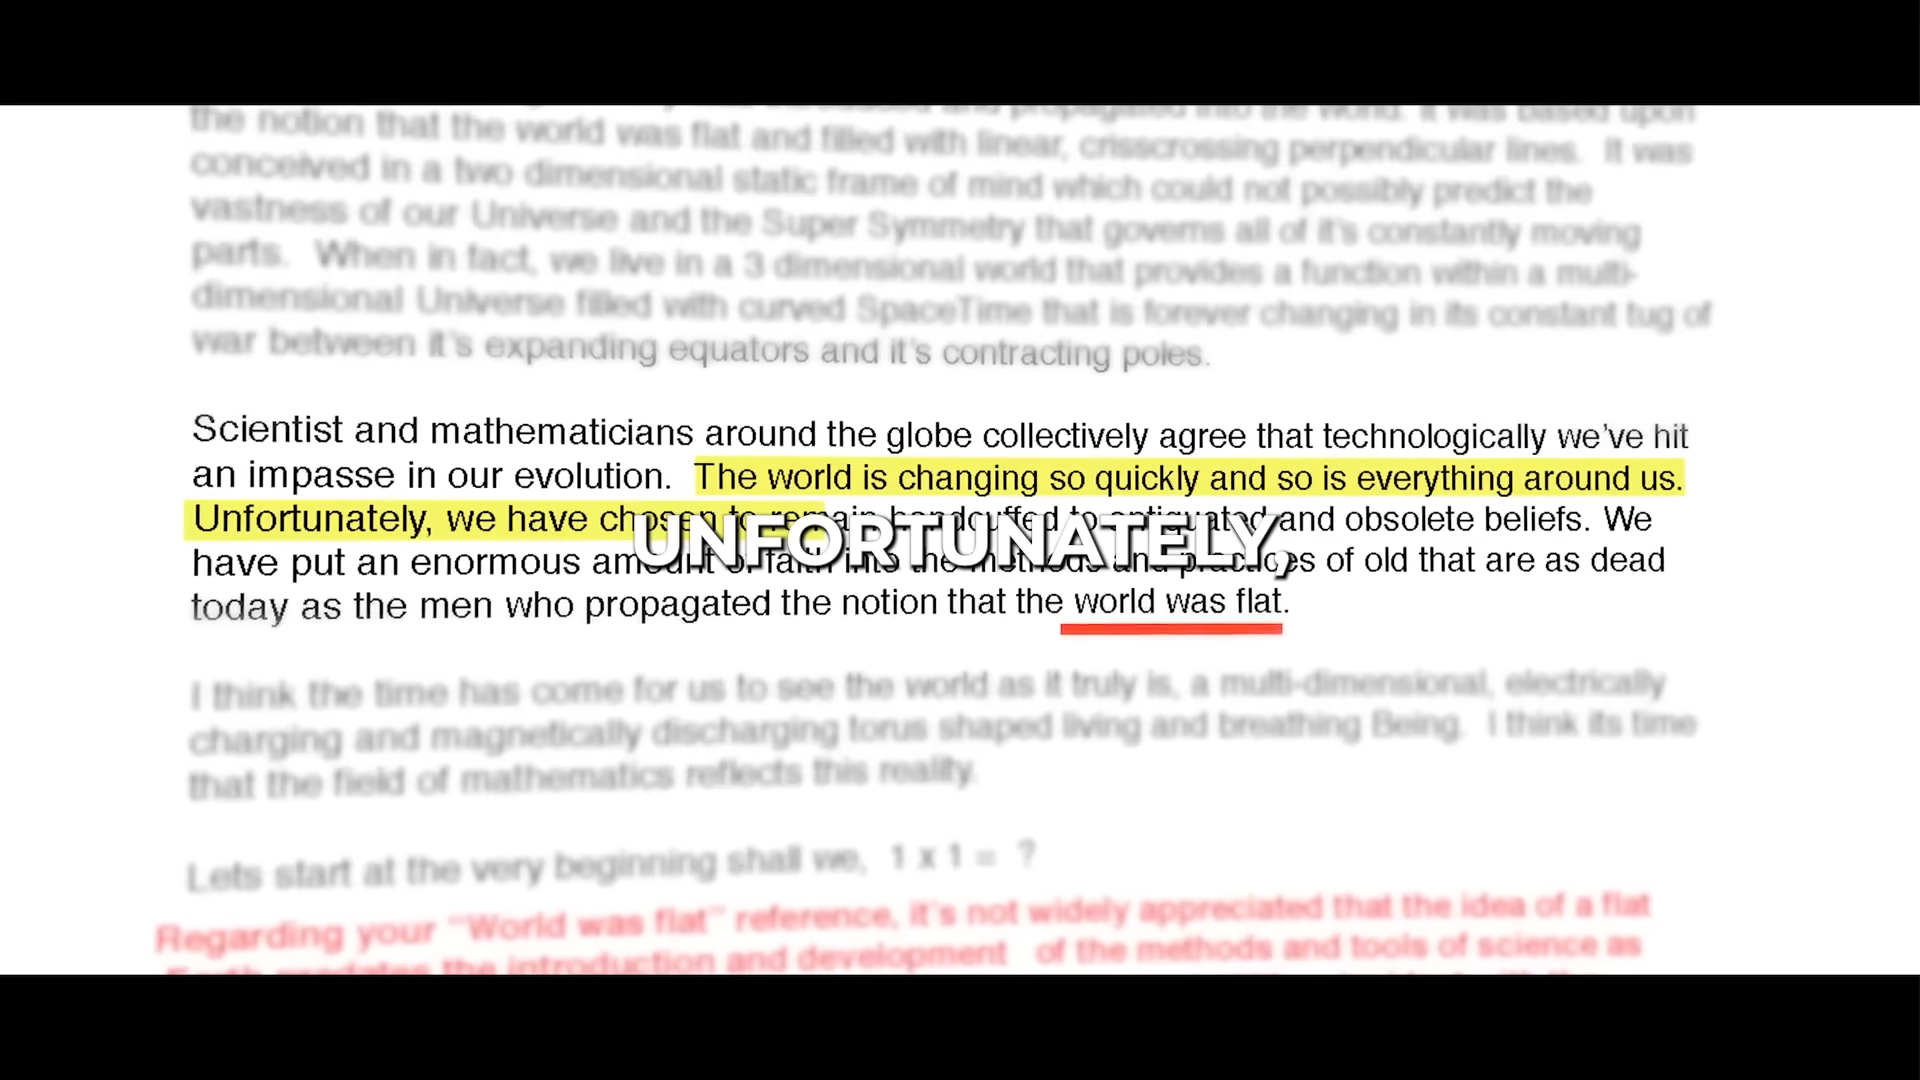 the notion that the world was flat and filled with linear, crisscrossing perpendicular lines. It was
conceived in a two dimensional static frame of mind which could not possibly predict the
vastness of our Universe and the Super Symmetry that governs all of it's constantly moving
parts. When in fact, we live in a 3 dimensional world that provides a function within a multi-
dimensional Universe filled with curved SpaceTime that is forever changing in its constant tug of
war between it's expanding equators and it's contracting poles.
Scientist and mathematicians around the globe collectively agree that technologically we've hit
an impasse in our evolution. The world is changing so quickly and so is everything around us.
Unfortunately, we have chosen to remain handcuffed to antiquated and obsolete beliefs. We
UNFORTUNATELY,
have put an enormous amount of faith into the methods and practices of old that are as dead
today as the men who propagated the notion that the world was flat.
I think the time has come for us to see the world as it truly is, a multi-dimensional, electrically
charging and magnetically discharging torus shaped living and breathing Being. I think its time
that the field of mathematics reflects this reality.
Lets start at the very beginning shall we, 1 x 1 = ?
Regarding your "World was flat" reference, it's not widely appreciated that the idea of a flat
Earth predates the introduction and development of the methods and tools of science as